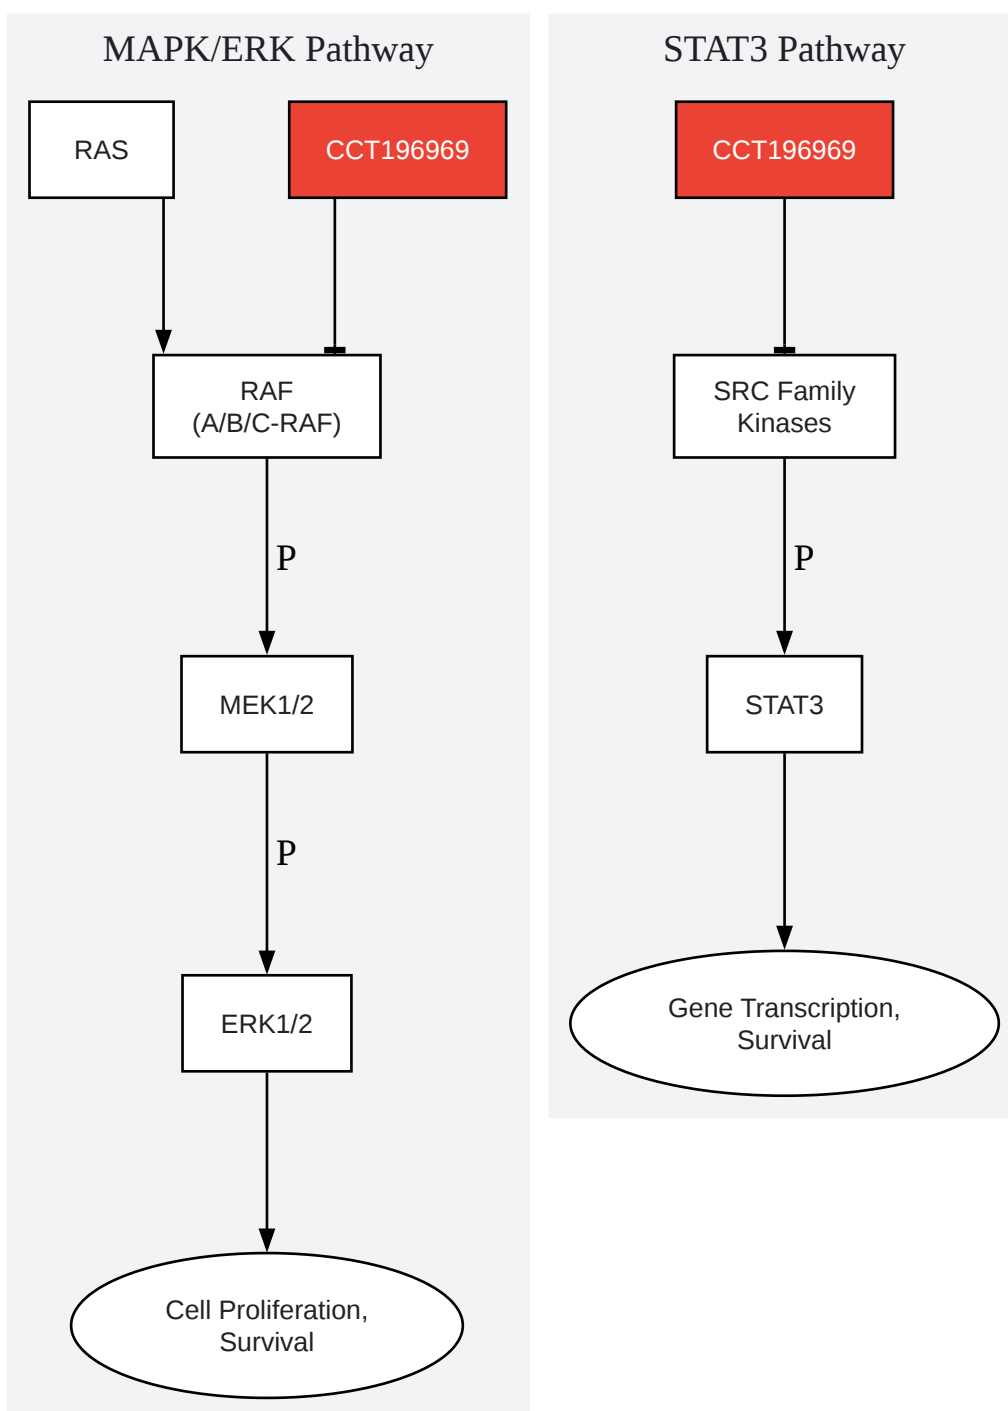 MAPK/ERK Pathway
RAS
CCT196969
RAF
(A/B/C-RAF)
P
MEK1/2
P
ERK1/2
Cell Proliferation,
Survival
STAT3 Pathway
CCT196969
SRC Family
Kinases
P
STAT3
Gene Transcription,
Survival